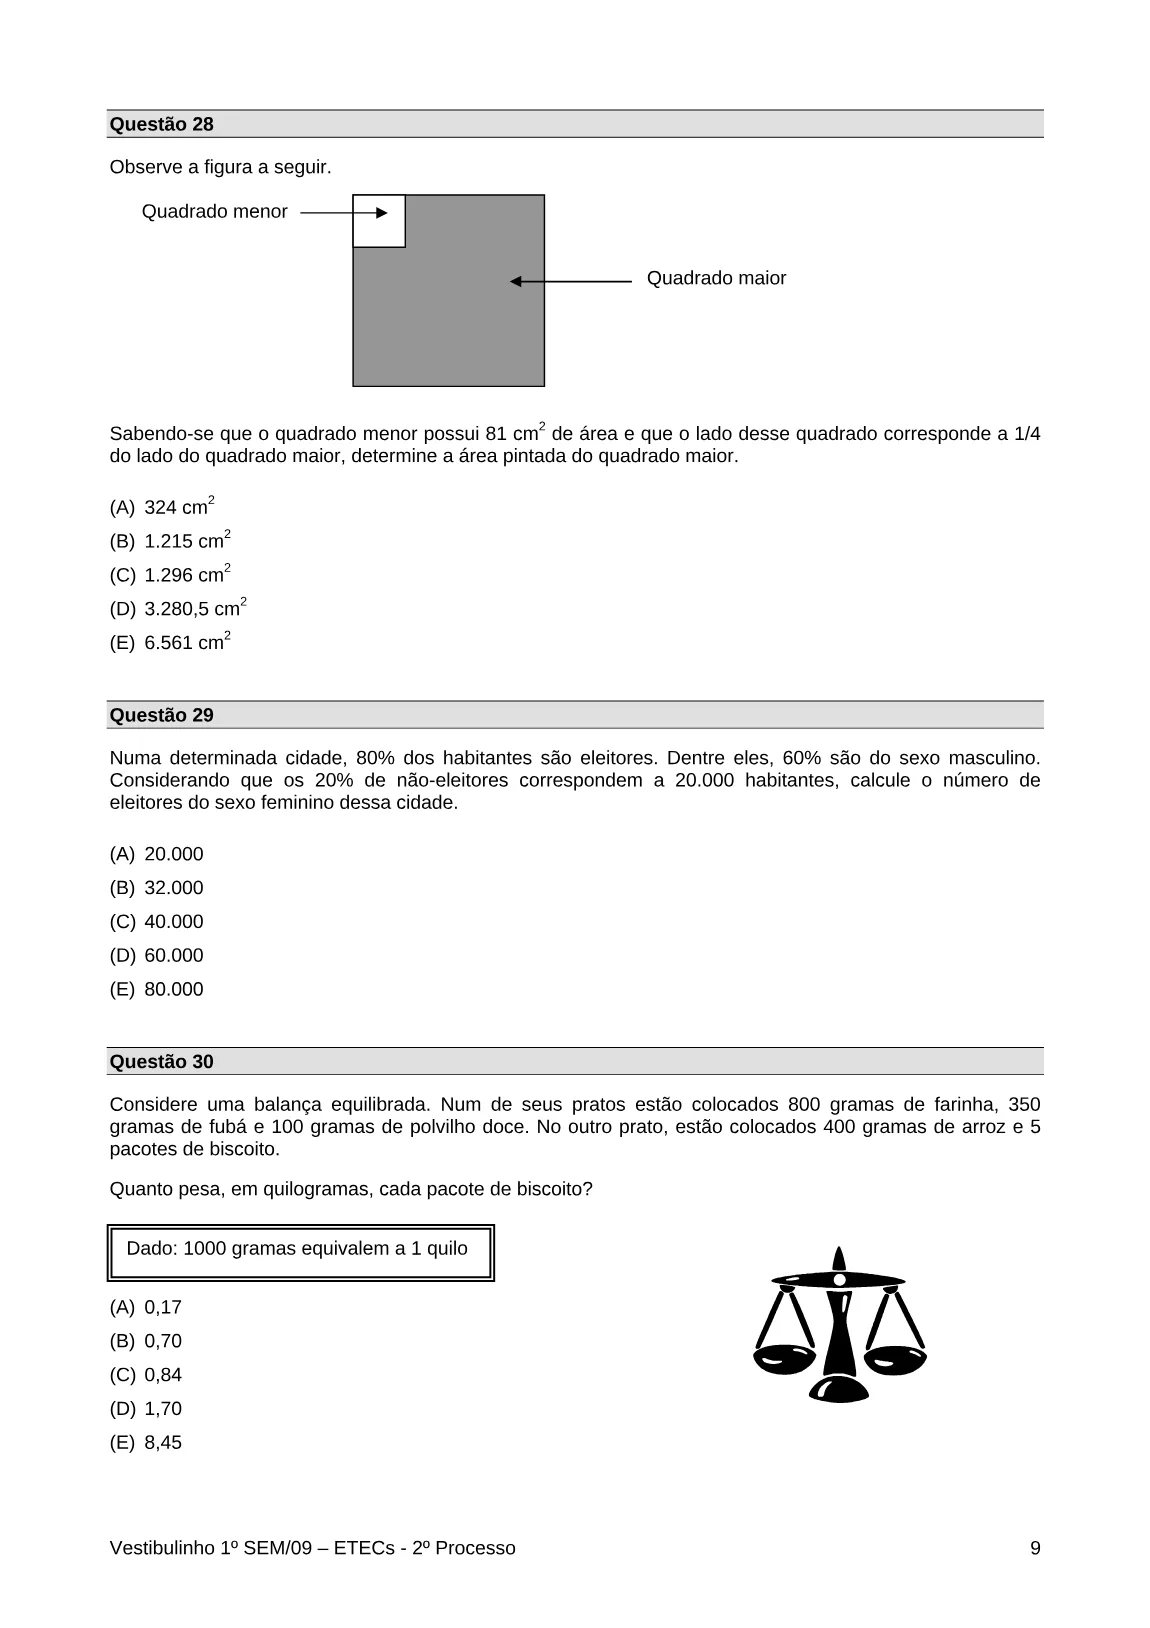 Questão 28
Observe a figura a seguir.
Quadrado menor
Quadrado maior
Sabendo-se que o quadrado menor possui 81 cm² de área e que o lado desse quadrado corresponde a 1/4
do lado do quadrado maior, determine a área pintada do quadrado maior.
(A) 324 cm²
(B) 1.215 cm²
(C) 1.296 cm²
(D) 3.280,5 cm²
(E) 6.561 cm²
Questão 29
Numa determinada cidade, 80% dos habitantes são eleitores. Dentre eles, 60% são do sexo masculino.
Considerando que os 20% de não-eleitores correspondem a 20.000 habitantes, calcule o número de
eleitores do sexo feminino dessa cidade.
(A) 20.000
(B) 32.000
(C) 40.000
(D) 60.000
(E) 80.000
Questão 30
Considere uma balança equilibrada. Num de seus pratos estão colocados 800 gramas de farinha, 350
gramas de fubá e 100 gramas de polvilho doce. No outro prato, estão colocados 400 gramas de arroz e 5
pacotes de biscoito.
Quanto pesa, em quilogramas, cada pacote de biscoito?
Dado: 1000 gramas equivalem a 1 quilo
(A) 0,17
(B) 0,70
(C) 0,84
(D) 1,70
(E) 8,45
Vestibulinho 1º SEM/09 – ETECs - 2º Processo 9